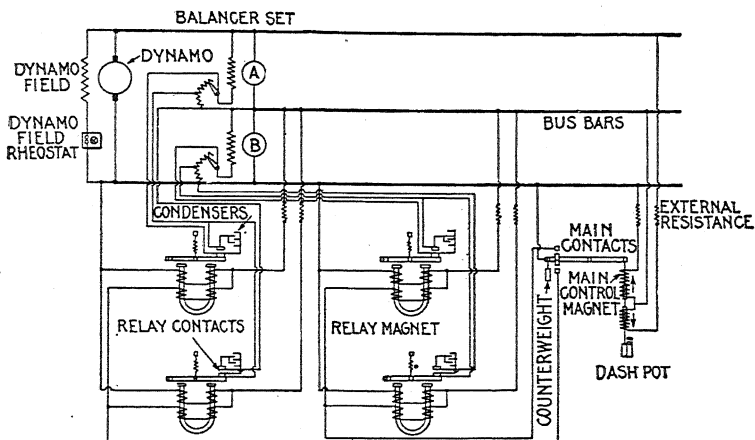 BALANCER SET
DYNAMO
DYNAMO
FIELD
A
DYNAMO
FIELD
RHEOSTAT
B
BUS BARS
CONDENSERS
EXTERNAL
RESISTANCE
MAIN
CONTACTS
MAIN
CONTROL
MAGNET
RELAY CONTACTS
RELAY MAGNET
COUNTERWEIGHT
DASH POT